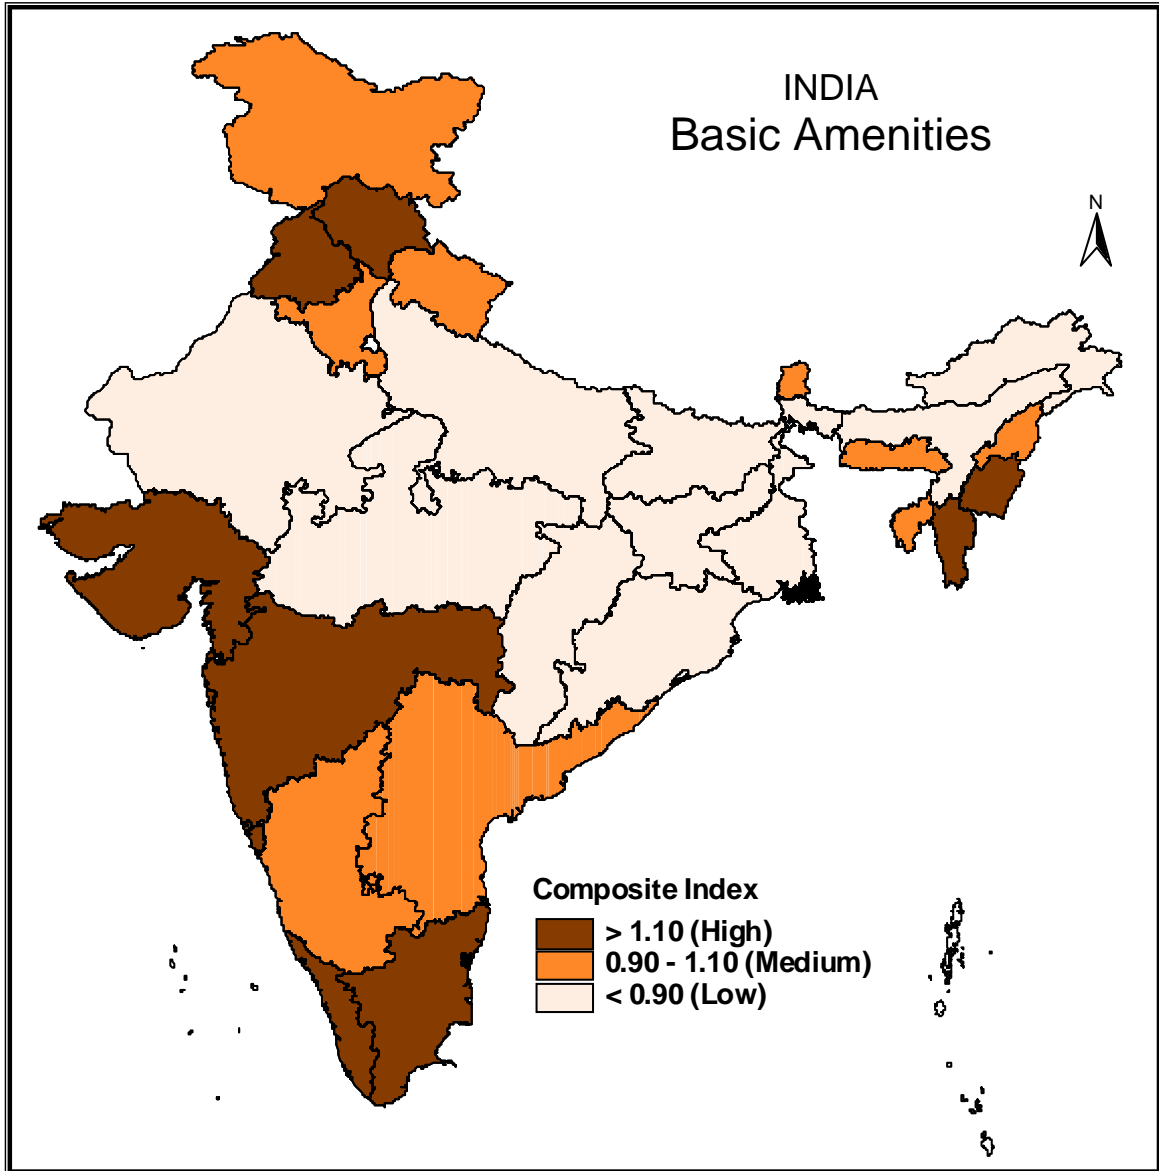 INDIA
Basic Amenities
N
Composite Index
> 1.10 (High)
0.90 - 1.10 (Medium)
< 0.90 (Low)